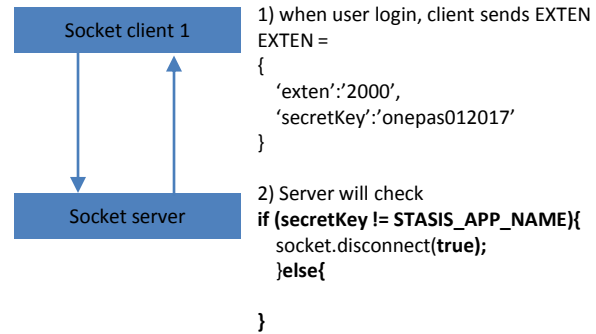 Socket client 1
Socket server
1) when user login, client sends EXTEN
EXTEN =
{
‘exten’:’2000’,
‘secretKey’:’onepas012017’
}
2) Server will check
if (secretKey != STASIS_APP_NAME){
socket.disconnect(true);
}else{
}